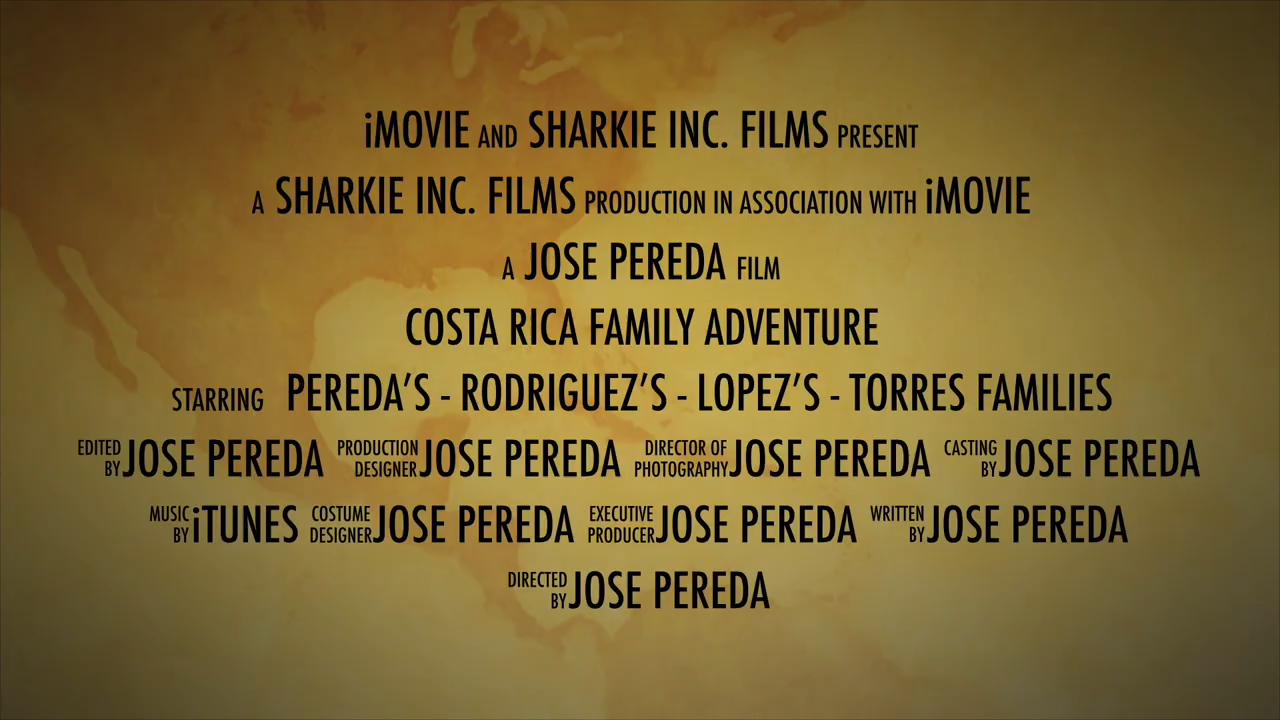 iMOVIE AND SHARKIE INC. FILMS PRESENT
A SHARKIE INC. FILMS PRODUCTION IN ASSOCIATION WITH iMOVIE
A JOSE PEREDA FILM
COSTA RICA FAMILY ADVENTURE
STARRING PEREDA'S - RODRIGUEZ'S - LOPEZ'S - TORRES FAMILIES
EDITED BY JOSE PEREDA PRODUCTION DESIGNER JOSE PEREDA DIRECTOR OF PHOTOGRAPHY JOSE PEREDA CASTING BY JOSE PEREDA
MUSIC BY iTUNES COSTUME DESIGNER JOSE PEREDA EXECUTIVE PRODUCER JOSE PEREDA WRITTEN BY JOSE PEREDA
DIRECTED BY JOSE PEREDA